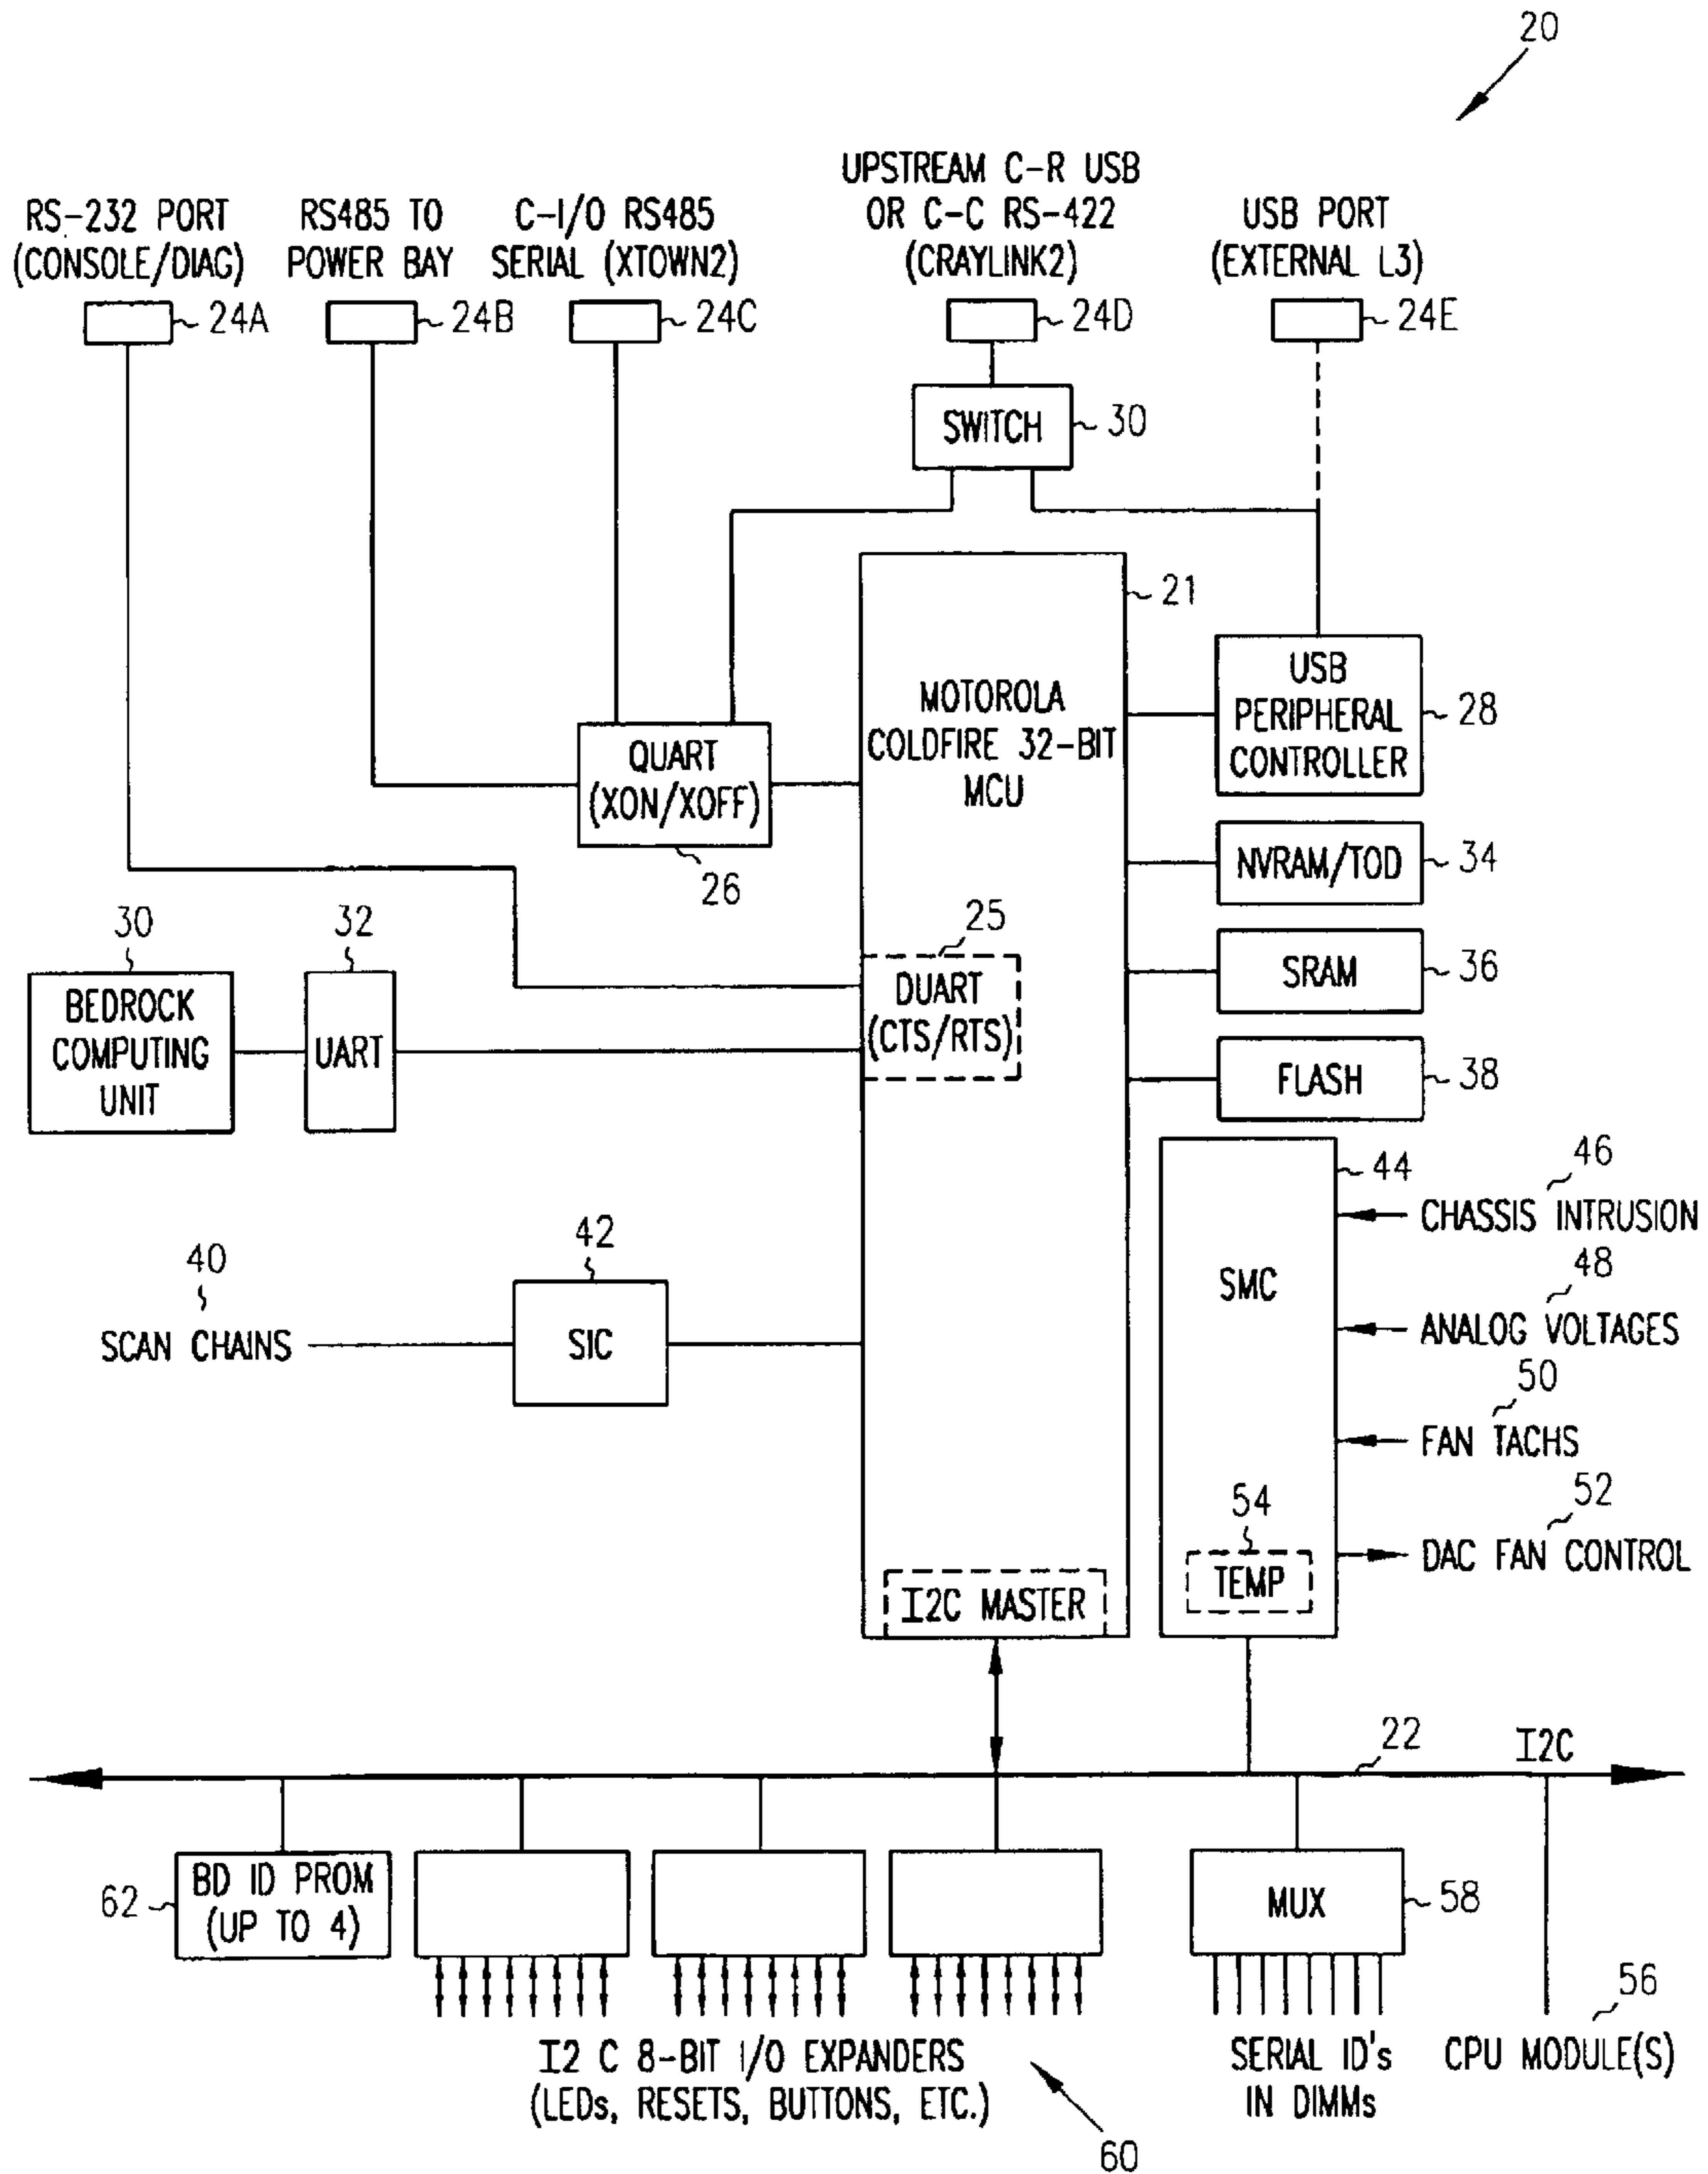 20
UPSTREAM C-R USB
OR C-C RS-422
(CRAYLINK2)
RS-232 PORT
(CONSOLE/DIAG)
RS485 TO
POWER BAY
C-I/O RS485
SERIAL (XTOWN2)
USB PORT
(EXTERNAL L3)
24A
24B
24C
24D
24E
SWITCH
30
21
MOTOROLA
COLDFIRE 32-BIT
MCU
USB
PERIPHERAL
CONTROLLER
28
QUART
(XON/XOFF)
26
NVRAM/TOD
34
30
32
25
SRAM
36
BEDROCK
COMPUTING
UNIT
UART
DUART
(CTS/RTS)
FLASH
38
44
46
CHASSIS INTRUSION
40
42
SCAN CHAINS
SIC
SMC
48
ANALOG VOLTAGES
50
FAN TACHS
52
DAC FAN CONTROL
54
TEMP
I2C MASTER
22
I2C
62
BD ID PROM
(UP TO 4)
MUX
58
56
I2 C 8-BIT I/O EXPANDERS
(LEDs, RESETS, BUTTONS, ETC.)
60
SERIAL ID's
IN DIMMs
CPU MODULE(S)